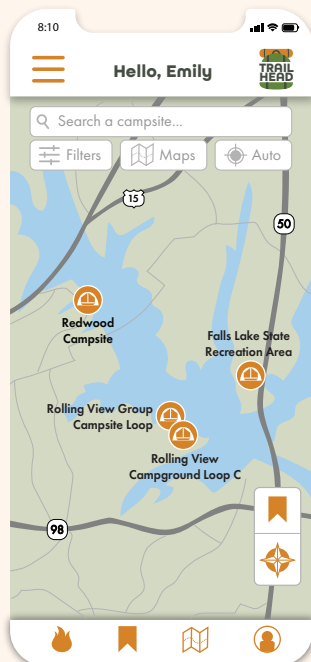 8:10
Hello, Emily
TRAIL
HEAD
Search a campsite...
Filters
Maps
Auto
15
50
Redwood
Campsite
Falls Lake State
Recreation Area
Rolling View Group
Campsite Loop
Rolling View
Campground Loop C
98